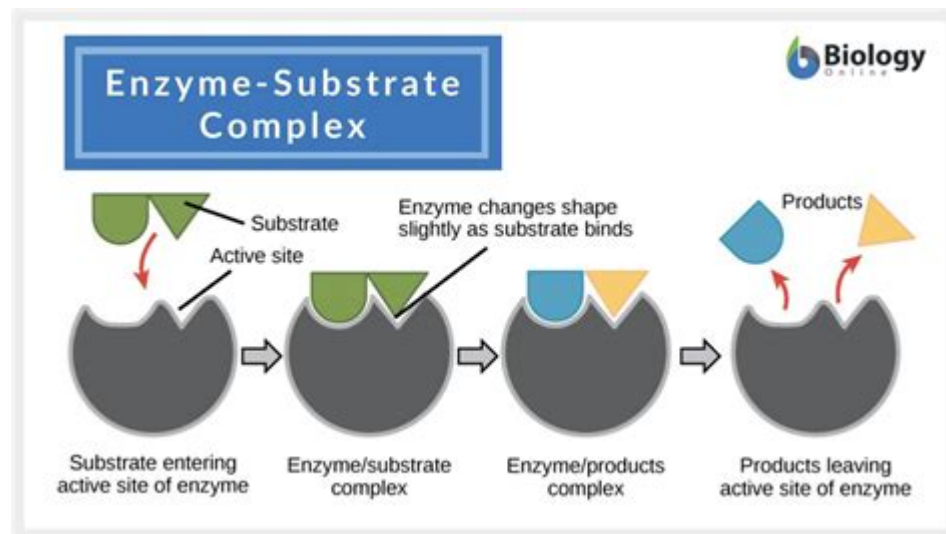 Enzyme-Substrate
Complex
Biology
Online
Substrate
Active site
Enzyme changes shape
slightly as substrate binds
Products
Substrate entering
active site of enzyme
Enzyme/substrate
complex
Enzyme/products
complex
Products leaving
active site of enzyme